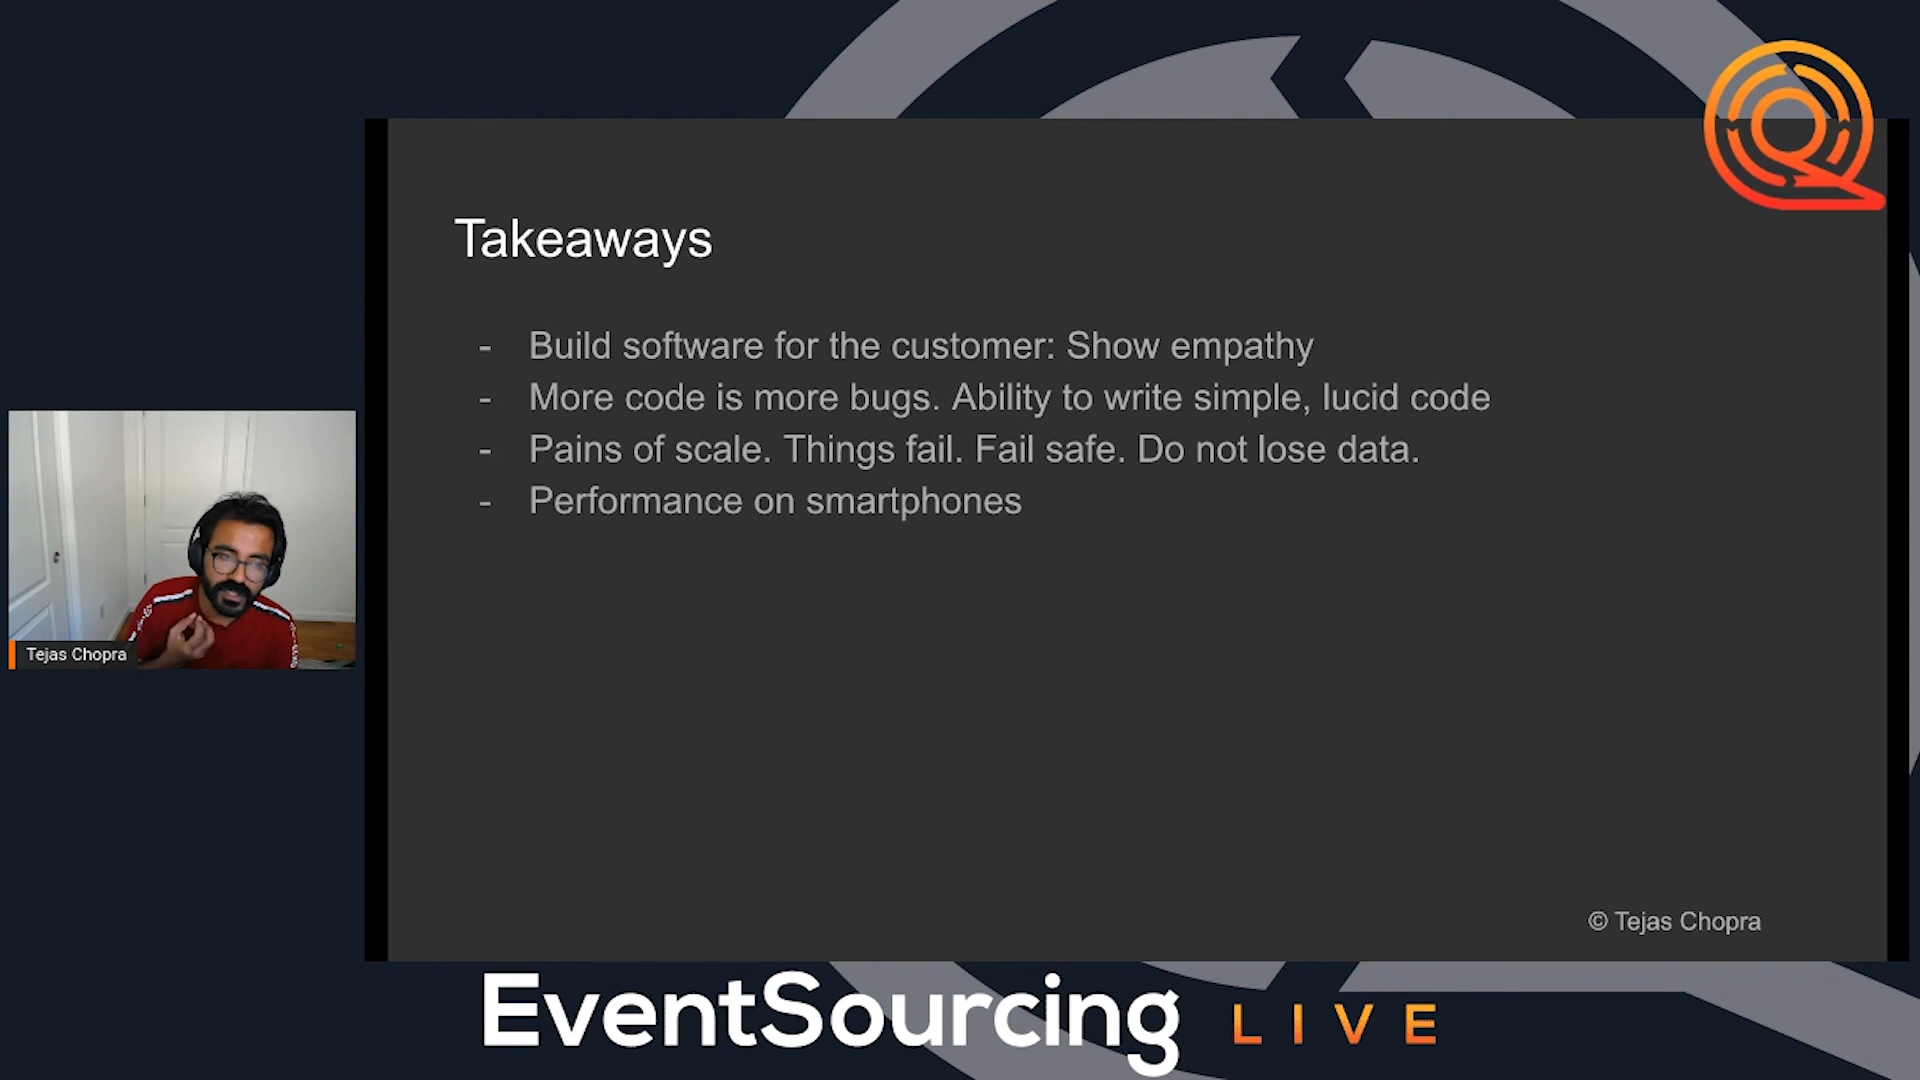 Takeaways
- Build software for the customer: Show empathy
- More code is more bugs. Ability to write simple, lucid code
- Pains of scale. Things fail. Fail safe. Do not lose data.
- Performance on smartphones
Tejas Chopra
© Tejas Chopra
EventSourcing LIVE